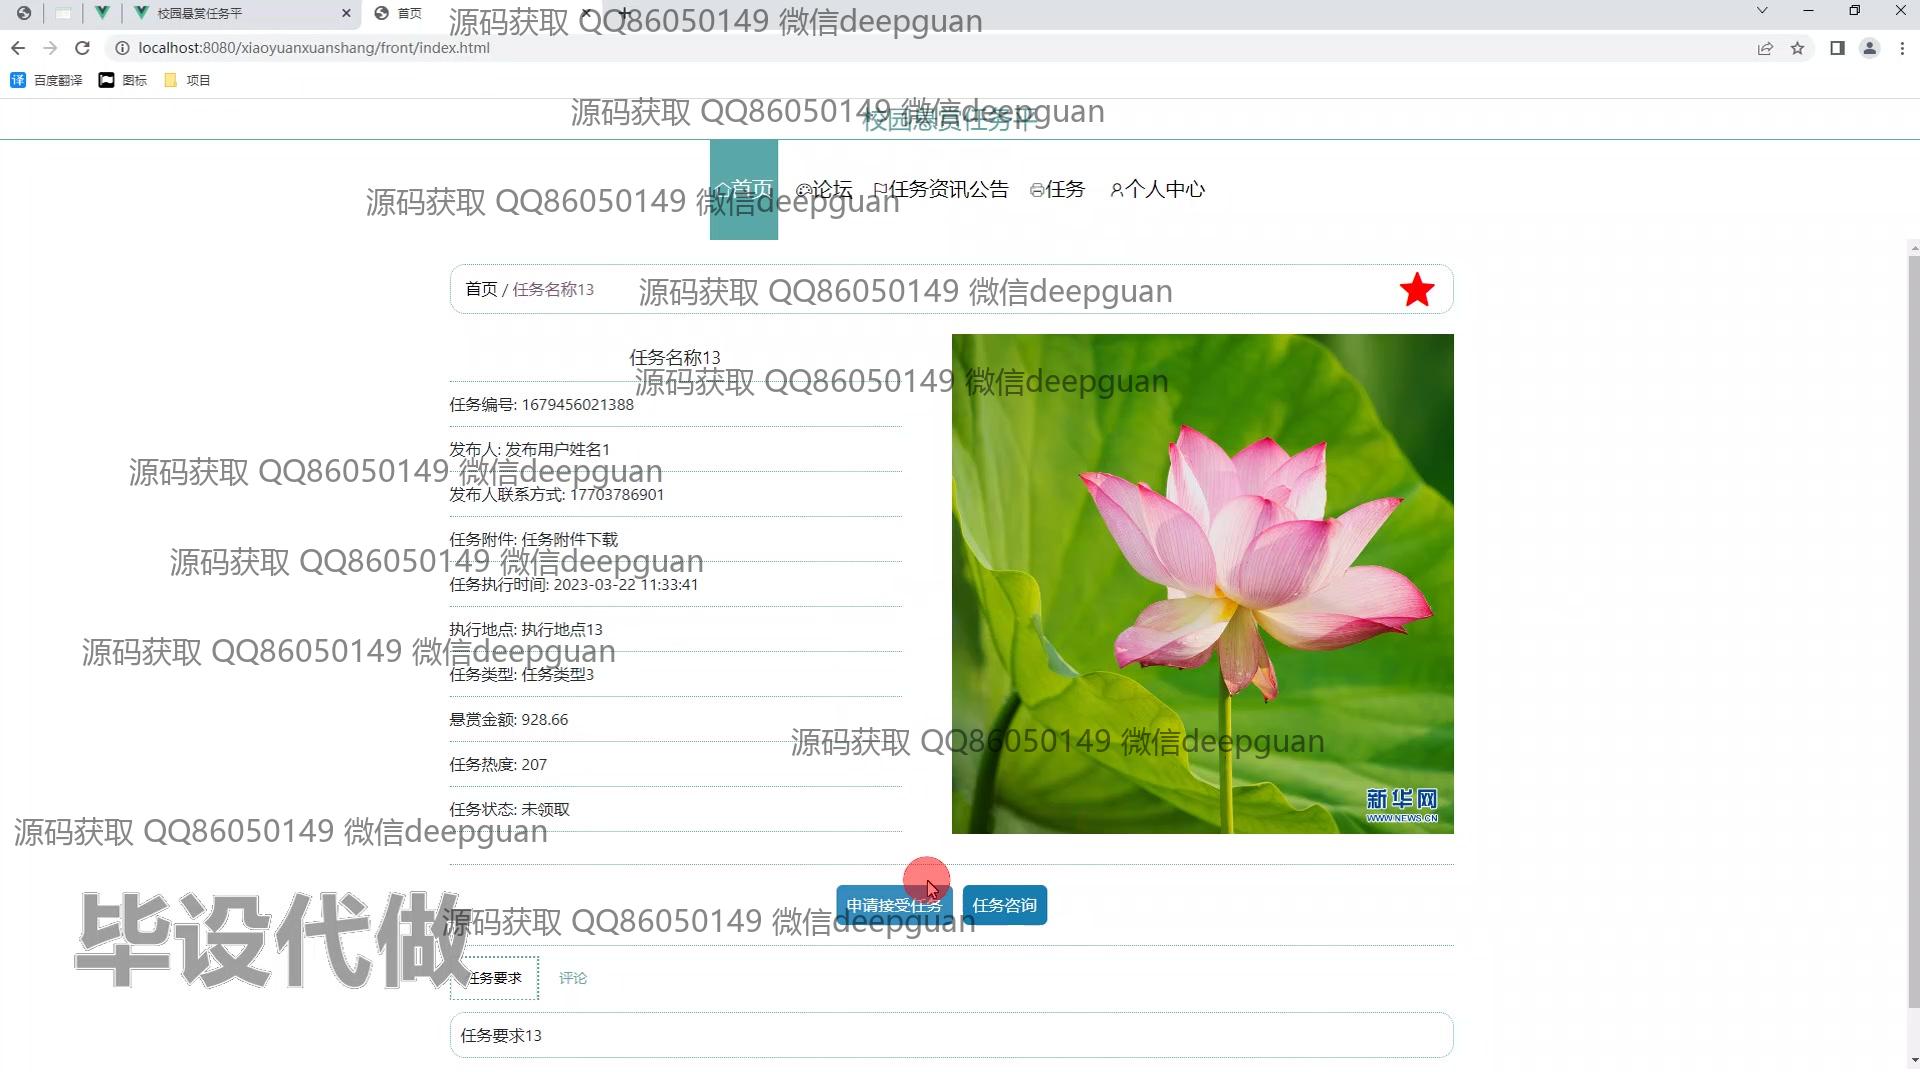 校园悬赏任务平
首页
源码获取 QQ86050149 微信deepguan
localhost:8080/xiaoyuanxuanshang/front/index.html
译 百度翻译 图标 项目
源码获取 QQ86050149 微信deepguan
校园悬赏任务平
首页 论坛 任务资讯公告 任务 个人中心
源码获取 QQ86050149 微信deepguan
首页 / 任务名称13
源码获取 QQ86050149 微信deepguan
任务名称13
源码获取 QQ86050149 微信deepguan
任务编号: 1679456021388
发布人: 发布用户姓名1
源码获取 QQ86050149 微信deepguan
发布人联系方式: 17703786901
任务附件: 任务附件下载
源码获取 QQ86050149 微信deepguan
任务执行时间: 2023-03-22 11:33:41
执行地点: 执行地点13
源码获取 QQ86050149 微信deepguan
任务类型: 任务类型3
悬赏金额: 928.66
源码获取 QQ86050149 微信deepguan
任务热度: 207
新华网
WWW.NEWS.CN
任务状态: 未领取
源码获取 QQ86050149 微信deepguan
申请接受任务 任务咨询
源码获取 QQ86050149 微信deepguan
毕设代做
任务要求 评论
任务要求13